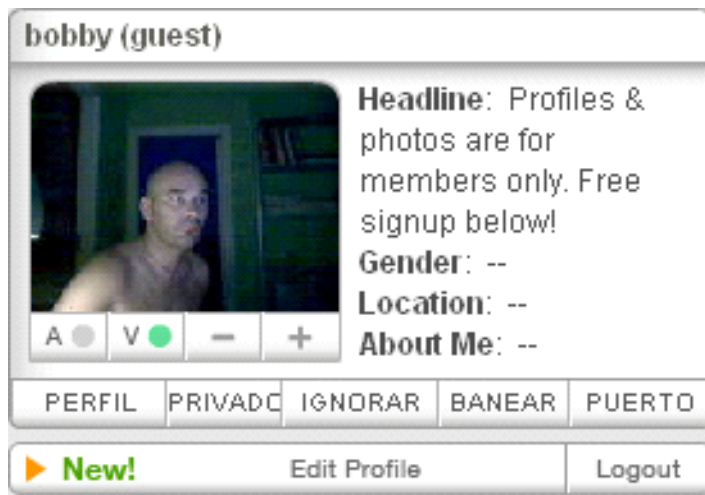 bobby (guest)
Headline: Profiles &
photos are for
members only. Free
signup below!
Gender: --
Location: --
About Me: --
A V − +
PERFIL PRIVADO IGNORAR BANEAR PUERTO
New! Edit Profile Logout